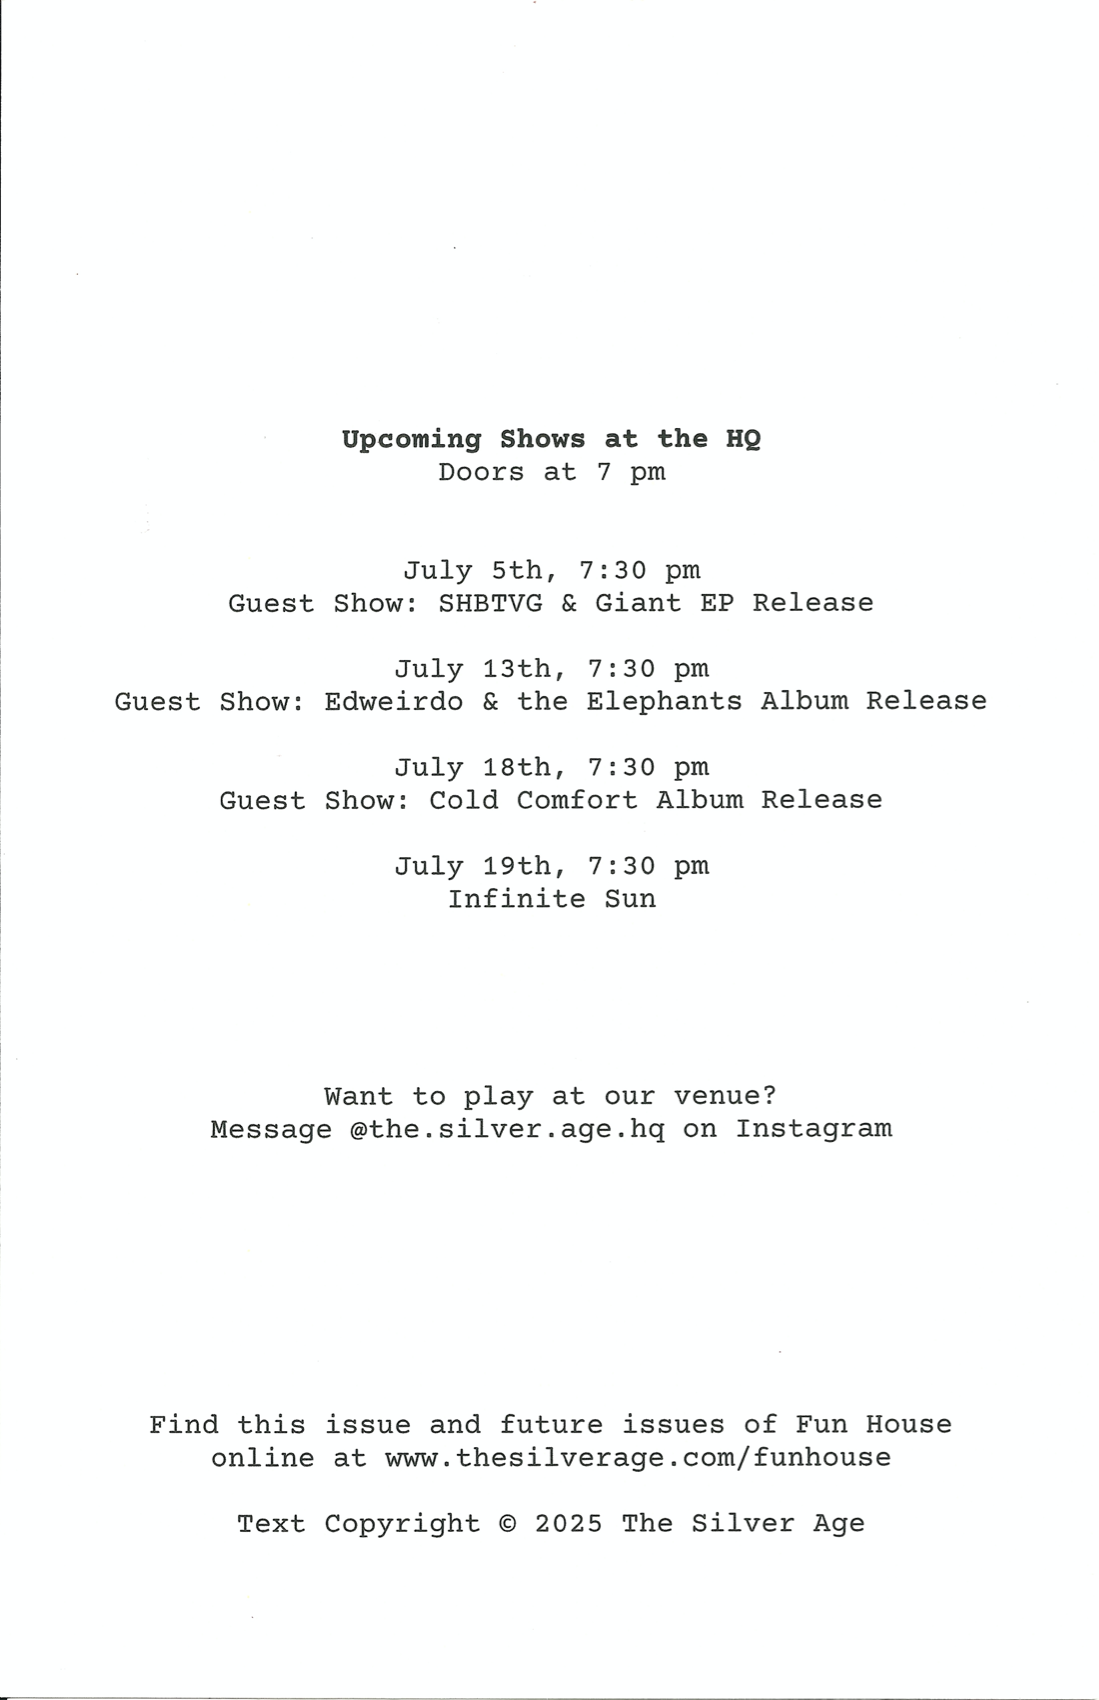 Upcoming Shows at the HQ
Doors at 7 pm
July 5th, 7:30 pm
Guest Show: SHBTVG & Giant EP Release
July 13th, 7:30 pm
Guest Show: Edweirdo & the Elephants Album Release
July 18th, 7:30 pm
Guest Show: Cold Comfort Album Release
July 19th, 7:30 pm
Infinite Sun
Want to play at our venue?
Message @the.silver.age.hq on Instagram
Find this issue and future issues of Fun House
online at www.thesilverage.com/funhouse
Text Copyright © 2025 The Silver Age